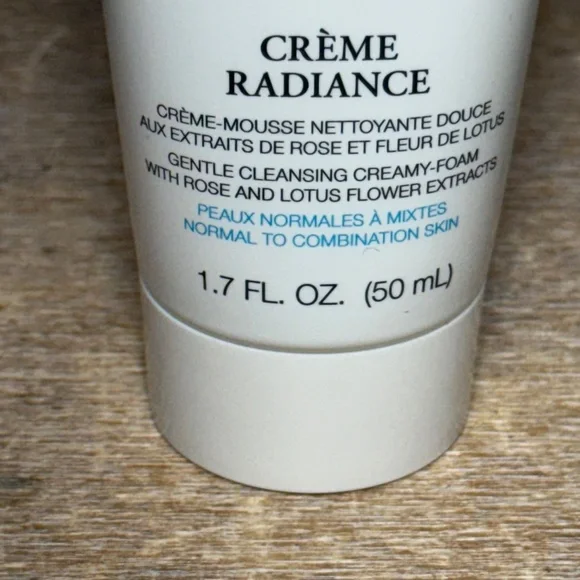 CRÈME
RADIANCE
CRÈME-MOUSSE NETTOYANTE DOUCE
AUX EXTRAITS DE ROSE ET FLEUR DE LOTUS
GENTLE CLEANSING CREAMY-FOAM
WITH ROSE AND LOTUS FLOWER EXTRACTS
PEAUX NORMALES À MIXTES
NORMAL TO COMBINATION SKIN
1.7 FL. OZ. (50 mL)